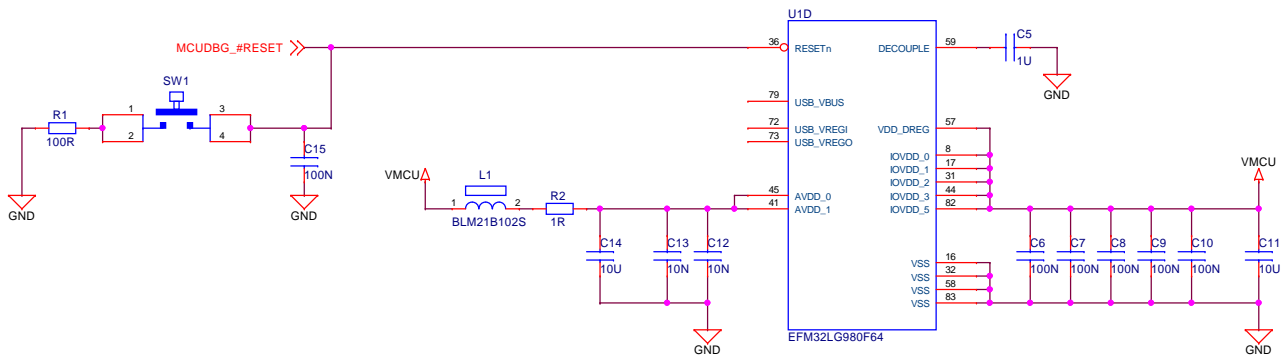 U1D
MCUDBG_#RESET
36
RESETn
DECOUPLE
59
C5
1U
GND
SW1
R1
100R
1
2
3
4
GND
C15
100N
GND
79
USB_VBUS
72
USB_VREGI
73
USB_VREGO
VDD_DREG
57
IOVDD_0
8
IOVDD_1
17
IOVDD_2
31
IOVDD_3
44
IOVDD_5
82
VMCU
L1
1
2
BLM21B102S
R2
1R
45
AVDD_0
41
AVDD_1
VMCU
C14
10U
C13
10N
C12
10N
GND
VSS
16
VSS
32
VSS
58
VSS
83
C6
100N
C7
100N
C8
100N
C9
100N
C10
100N
C11
10U
GND
EFM32LG980F64